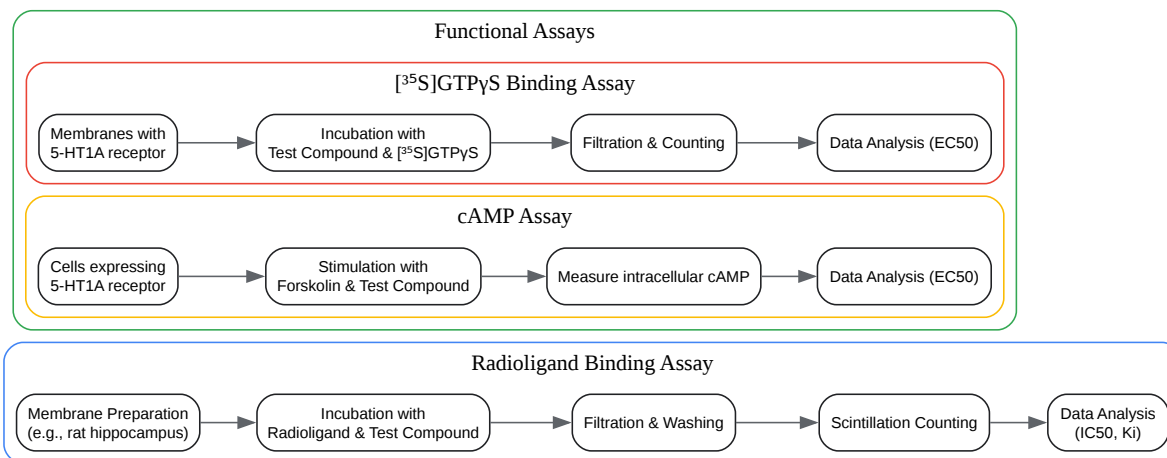 Functional Assays
[³⁵S]GTPγS Binding Assay
Membranes with
5-HT1A receptor
Incubation with
Test Compound & [³⁵S]GTPγS
Filtration & Counting
Data Analysis (EC50)
cAMP Assay
Cells expressing
5-HT1A receptor
Stimulation with
Forskolin & Test Compound
Measure intracellular cAMP
Data Analysis (EC50)
Radioligand Binding Assay
Membrane Preparation
(e.g., rat hippocampus)
Incubation with
Radioligand & Test Compound
Filtration & Washing
Scintillation Counting
Data Analysis
(IC50, Ki)